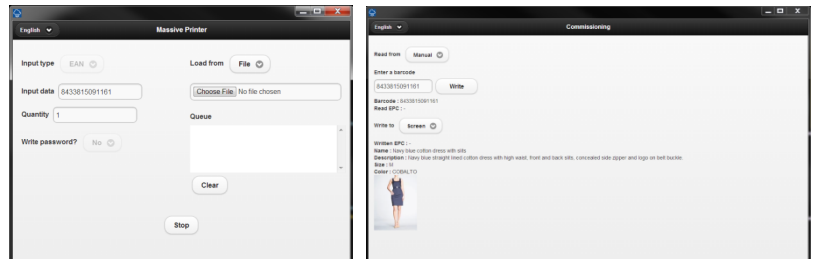 English
Massive Printer
Input type
EAN
Load from
File
Input data
8433815091161
Choose File No file chosen
Quantity
1
Queue
Write password?
No
Clear
Stop
English
Commissioning
Read from
Manual
Enter a barcode
8433815091161
Write
Barcode : 8433815091161
Read EPC : -
Write to
Screen
Written EPC : -
Name : Navy blue cotton dress with slits
Description : Navy blue straight lined cotton dress with high waist, front and back slits, concealed side zipper and logo on belt buckle.
Size : M
Color : COBALTO